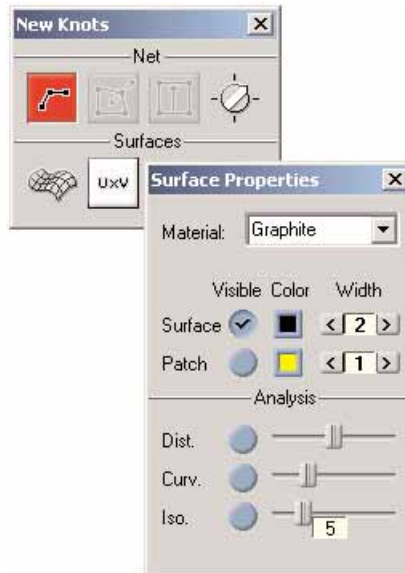 New Knots
Net
Surfaces
UxV
Surface Properties
Material: Graphite
Visible Color Width
Surface < 2 >
Patch < 1 >
Analysis
Dist.
Curv.
Iso.
5